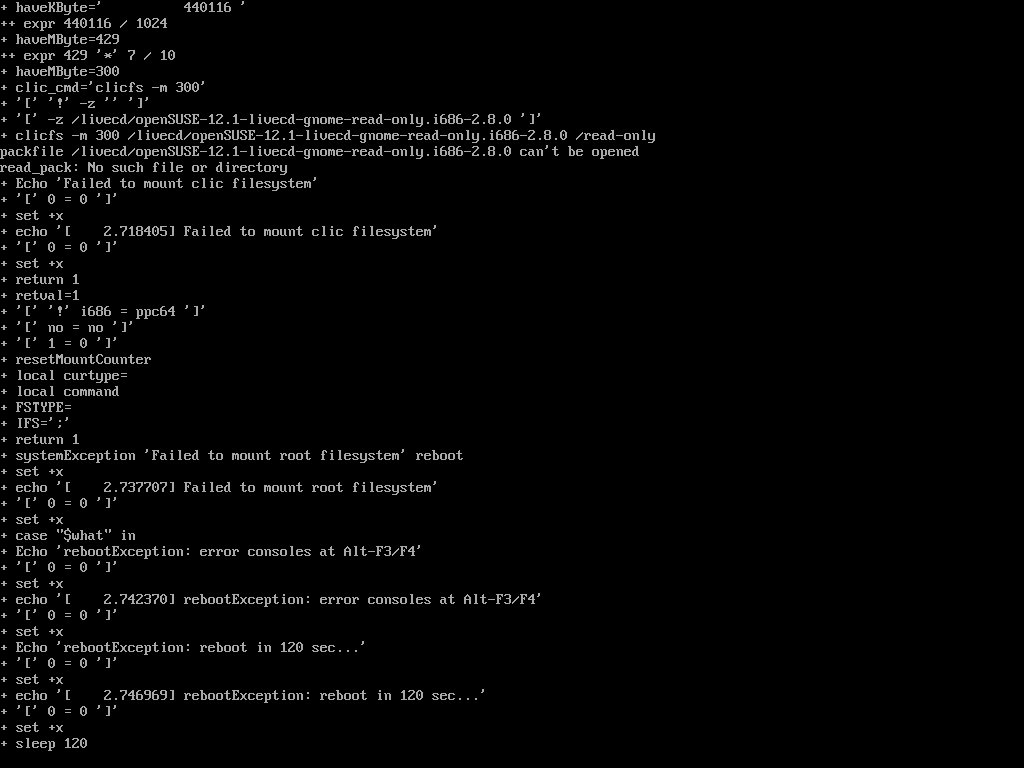 + haveKByte='          440116 '
++ expr 440116 / 1024
+ haveMByte=429
++ expr 429 '*' 7 / 10
+ haveMByte=300
+ clic_cmd='clicfs -m 300'
+ '[' '!' -z '' ']'
+ '[' -z /livecd/openSUSE-12.1-livecd-gnome-read-only.i686-2.8.0 ']'
+ clicfs -m 300 /livecd/openSUSE-12.1-livecd-gnome-read-only.i686-2.8.0 /read-only
packfile /livecd/openSUSE-12.1-livecd-gnome-read-only.i686-2.8.0 can't be opened
read_pack: No such file or directory
+ Echo 'Failed to mount clic filesystem'
+ '[' 0 = 0 ']'
+ set +x
+ echo '[    2.718405] Failed to mount clic filesystem'
+ '[' 0 = 0 ']'
+ set +x
+ return 1
+ retval=1
+ '[' '!' i686 = ppc64 ']'
+ '[' no = no ']'
+ '[' 1 = 0 ']'
+ resetMountCounter
+ local curtype=
+ local command
+ FSTYPE=
+ IFS=';'
+ return 1
+ systemException 'Failed to mount root filesystem' reboot
+ set +x
+ echo '[    2.737707] Failed to mount root filesystem'
+ '[' 0 = 0 ']'
+ set +x
+ case "$what" in
+ Echo 'rebootException: error consoles at Alt-F3/F4'
+ '[' 0 = 0 ']'
+ set +x
+ echo '[    2.742370] rebootException: error consoles at Alt-F3/F4'
+ '[' 0 = 0 ']'
+ set +x
+ Echo 'rebootException: reboot in 120 sec...'
+ '[' 0 = 0 ']'
+ set +x
+ echo '[    2.746969] rebootException: reboot in 120 sec...'
+ '[' 0 = 0 ']'
+ set +x
+ sleep 120